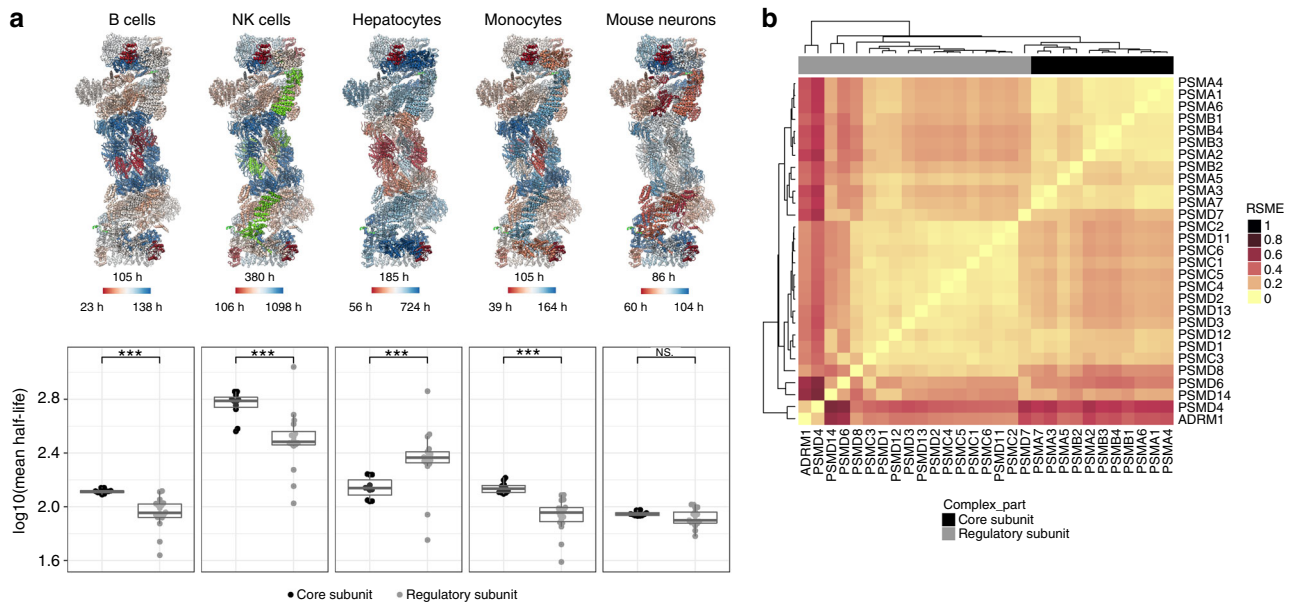 a
B cells
NK cells
Hepatocytes
Monocytes
Mouse neurons
105 h
380 h
185 h
105 h
86 h
23 h 138 h
106 h 1098 h
56 h 724 h
39 h 164 h
60 h 104 h
*** *** *** *** NS.
log10(mean half-life)
2.8
2.4
2.0
1.6
Core subunit Regulatory subunit
b
PSMA4
PSMA1
PSMA6
PSMB1
PSMB4
PSMB3
PSMA2
PSMB2
PSMA5
PSMA3
PSMA7
PSMD7
PSMC2
PSMD11
PSMC6
PSMC1
PSMC5
PSMC4
PSMD2
PSMD13
PSMD3
PSMD12
PSMD1
PSMC3
PSMD8
PSMD6
PSMD14
PSMD4
ADRM1
RSME
1
0.8
0.6
0.4
0.2
0
ADRM1
PSMD4
PSMD14
PSMD6
PSMD8
PSMC3
PSMD1
PSMD12
PSMD3
PSMD13
PSMD2
PSMC4
PSMC5
PSMC1
PSMC6
PSMD11
PSMC2
PSMD7
PSMA7
PSMA3
PSMA5
PSMB2
PSMA2
PSMB3
PSMB4
PSMB1
PSMA6
PSMA1
PSMA4
Complex_part
Core subunit
Regulatory subunit